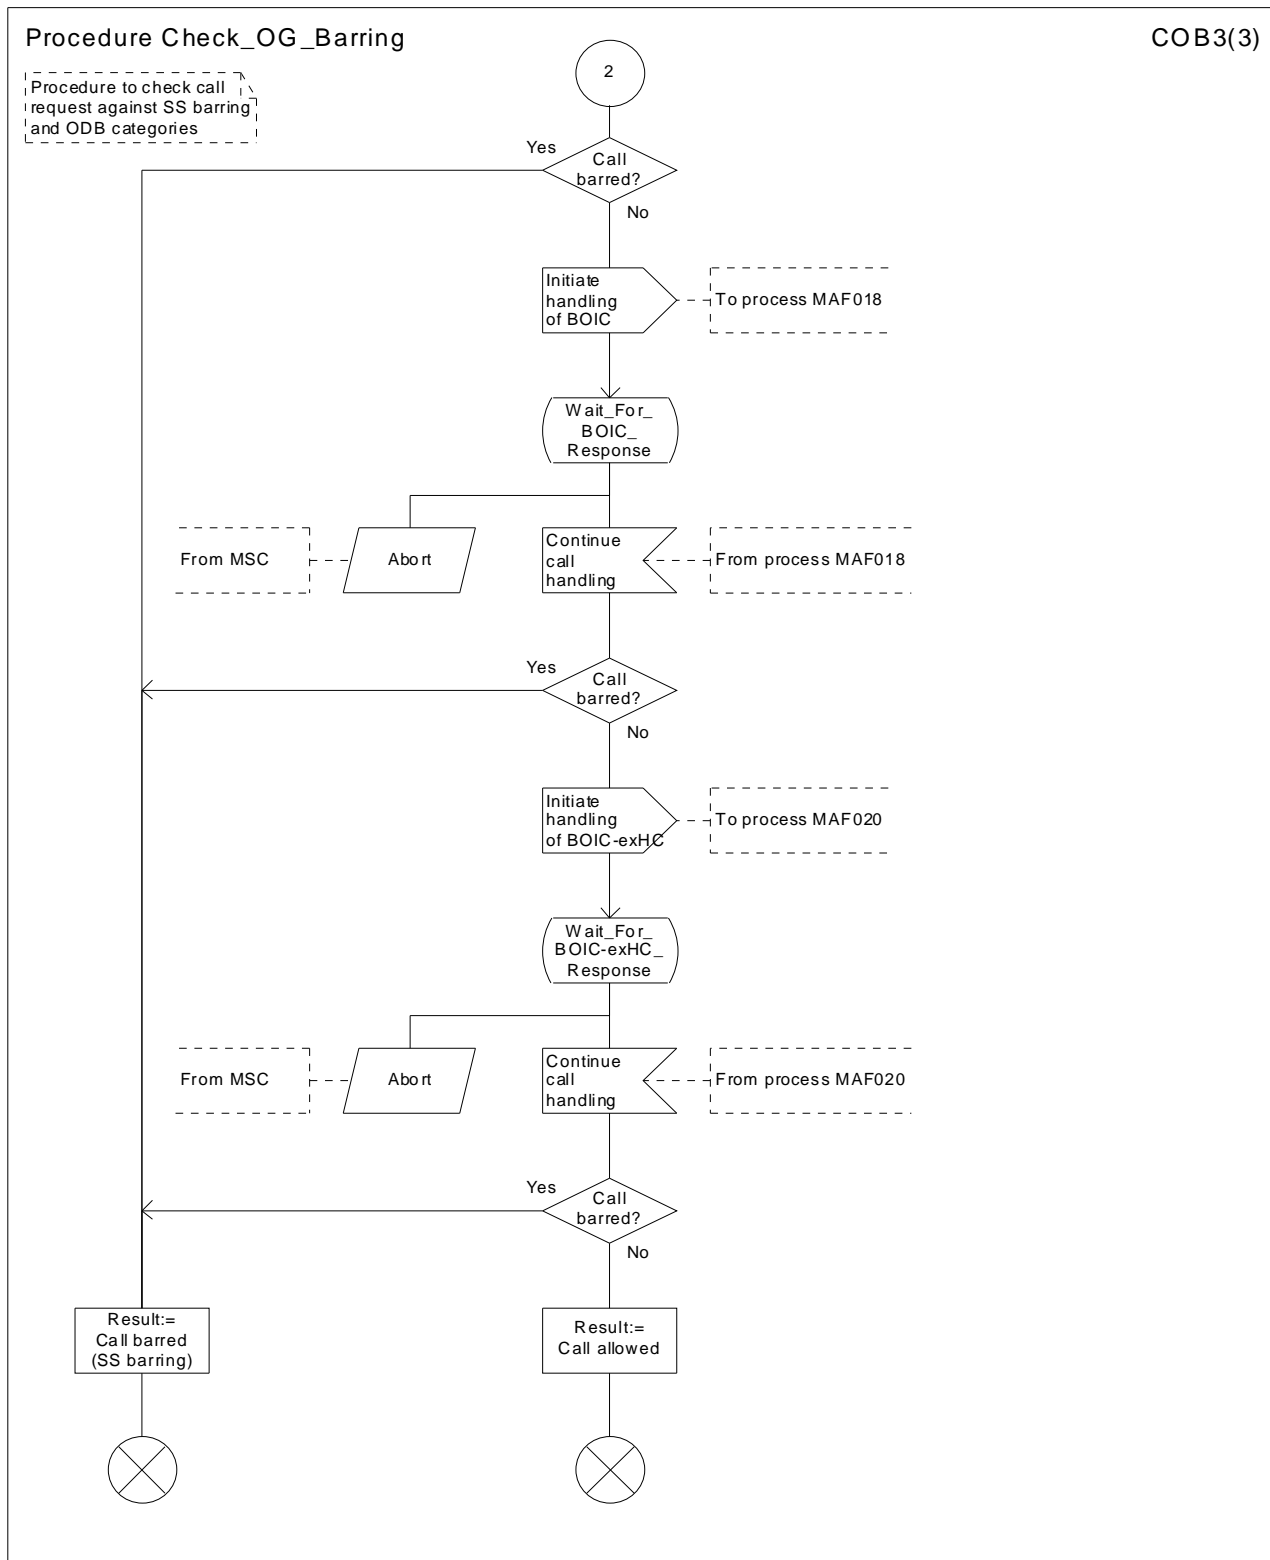 Procedure Check_OG_Barring
COB3(3)
Procedure to check call
request against SS barring
and ODB categories
2
Yes
Call
barred?
No
Initiate
handling
of BOIC
To process MAF018
Wait_For_
BOIC_
Response
From MSC
Abort
Continue
call
handling
From process MAF018
Yes
Call
barred?
No
Initiate
handling
of BOIC-exHC
To process MAF020
Wait_For_
BOIC-exHC_
Response
From MSC
Abort
Continue
call
handling
From process MAF020
Yes
Call
barred?
No
Result:=
Call barred
(SS barring)
Result:=
Call allowed